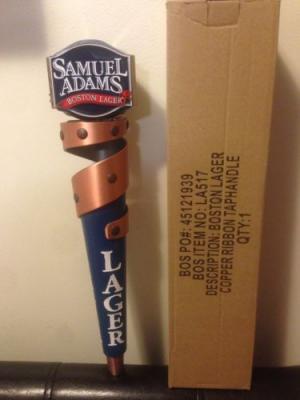 SAMUEL
ADAMS
BOSTON LAGER
LAGER
BOS PO#: 45121939
BOS ITEM NO: LA517
DESCRIPTION: BOSTON LAGER
COPPER RIBBON TAPHANDLE
QTY:1